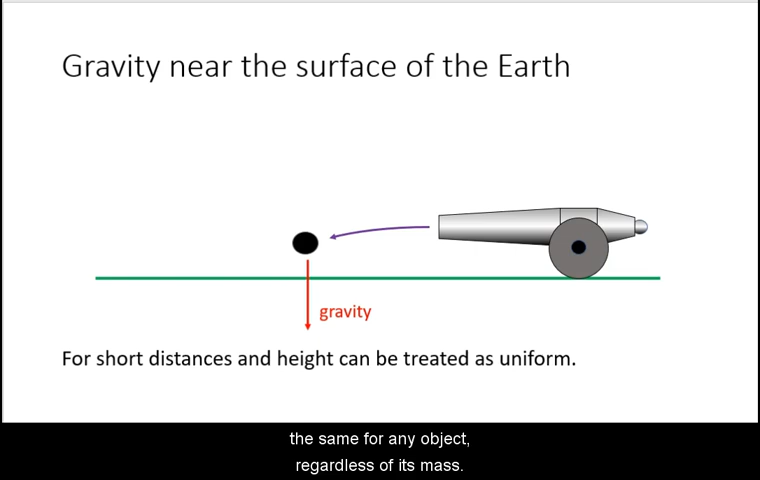 Gravity near the surface of the Earth
gravity
For short distances and height can be treated as uniform.
the same for any object,
regardless of its mass.